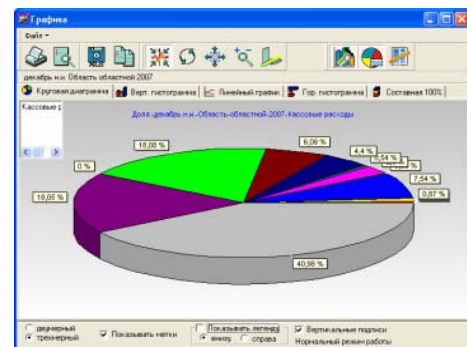 Графика
Файл
декабрь н.и. Область областной 2007
Круговая диаграмма Верт. гистограмма Линейный график Гор. гистограмма Составная 100%
Кассовые р
Доля-декабрь н.и.-Область-областной-2007-Кассовые расходы
18,08 %
6,08 %
4,4 %
0 %
7,54 %
0,87 %
18,05 %
40,98 %
двумерный
трехмерный
Показывать метки
Показывать легенду
внизу справа
Вертикальные подписи
Нормальный режим работы